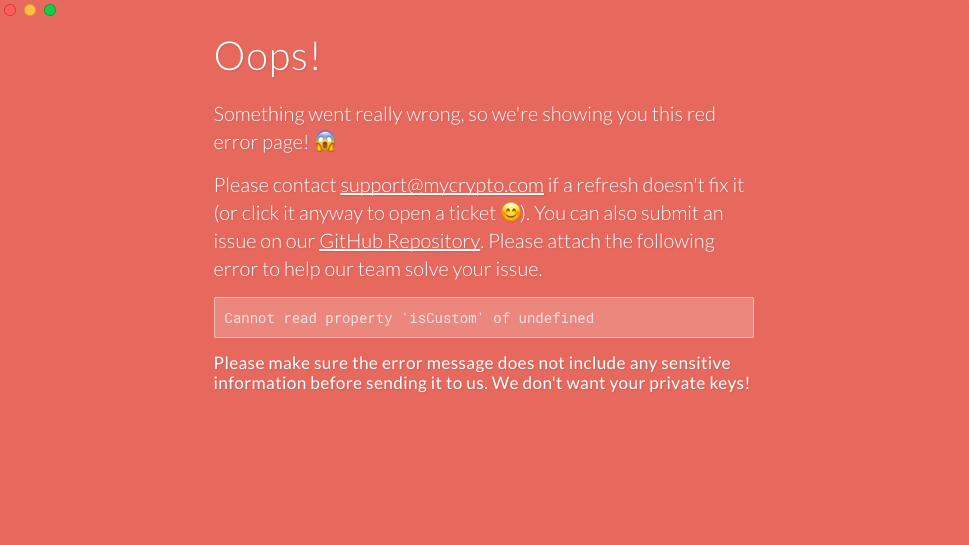 Oops!
Something went really wrong, so we're showing you this red
error page! 😱
Please contact support@mycrypto.com if a refresh doesn't fix it
(or click it anyway to open a ticket 😊). You can also submit an
issue on our GitHub Repository. Please attach the following
error to help our team solve your issue.
Cannot read property 'isCustom' of undefined
Please make sure the error message does not include any sensitive
information before sending it to us. We don't want your private keys!